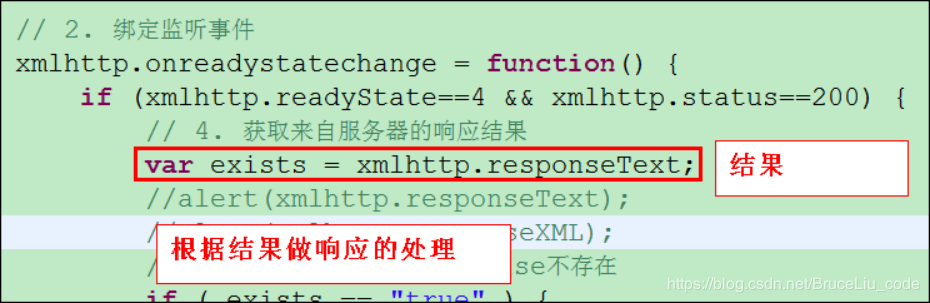 // 2. 绑定监听事件
xmlhttp.onreadystatechange = function() {
if (xmlhttp.readyState==4 && xmlhttp.status==200) {
// 4. 获取来自服务器的响应结果
var exists = xmlhttp.responseText;
结果
//alert(xmlhttp.responseText);
seXML);
根据结果做响应的处理
se不存在
if ( exists == "true" ) {
https://blog.csdn.net/BruceLiu_code